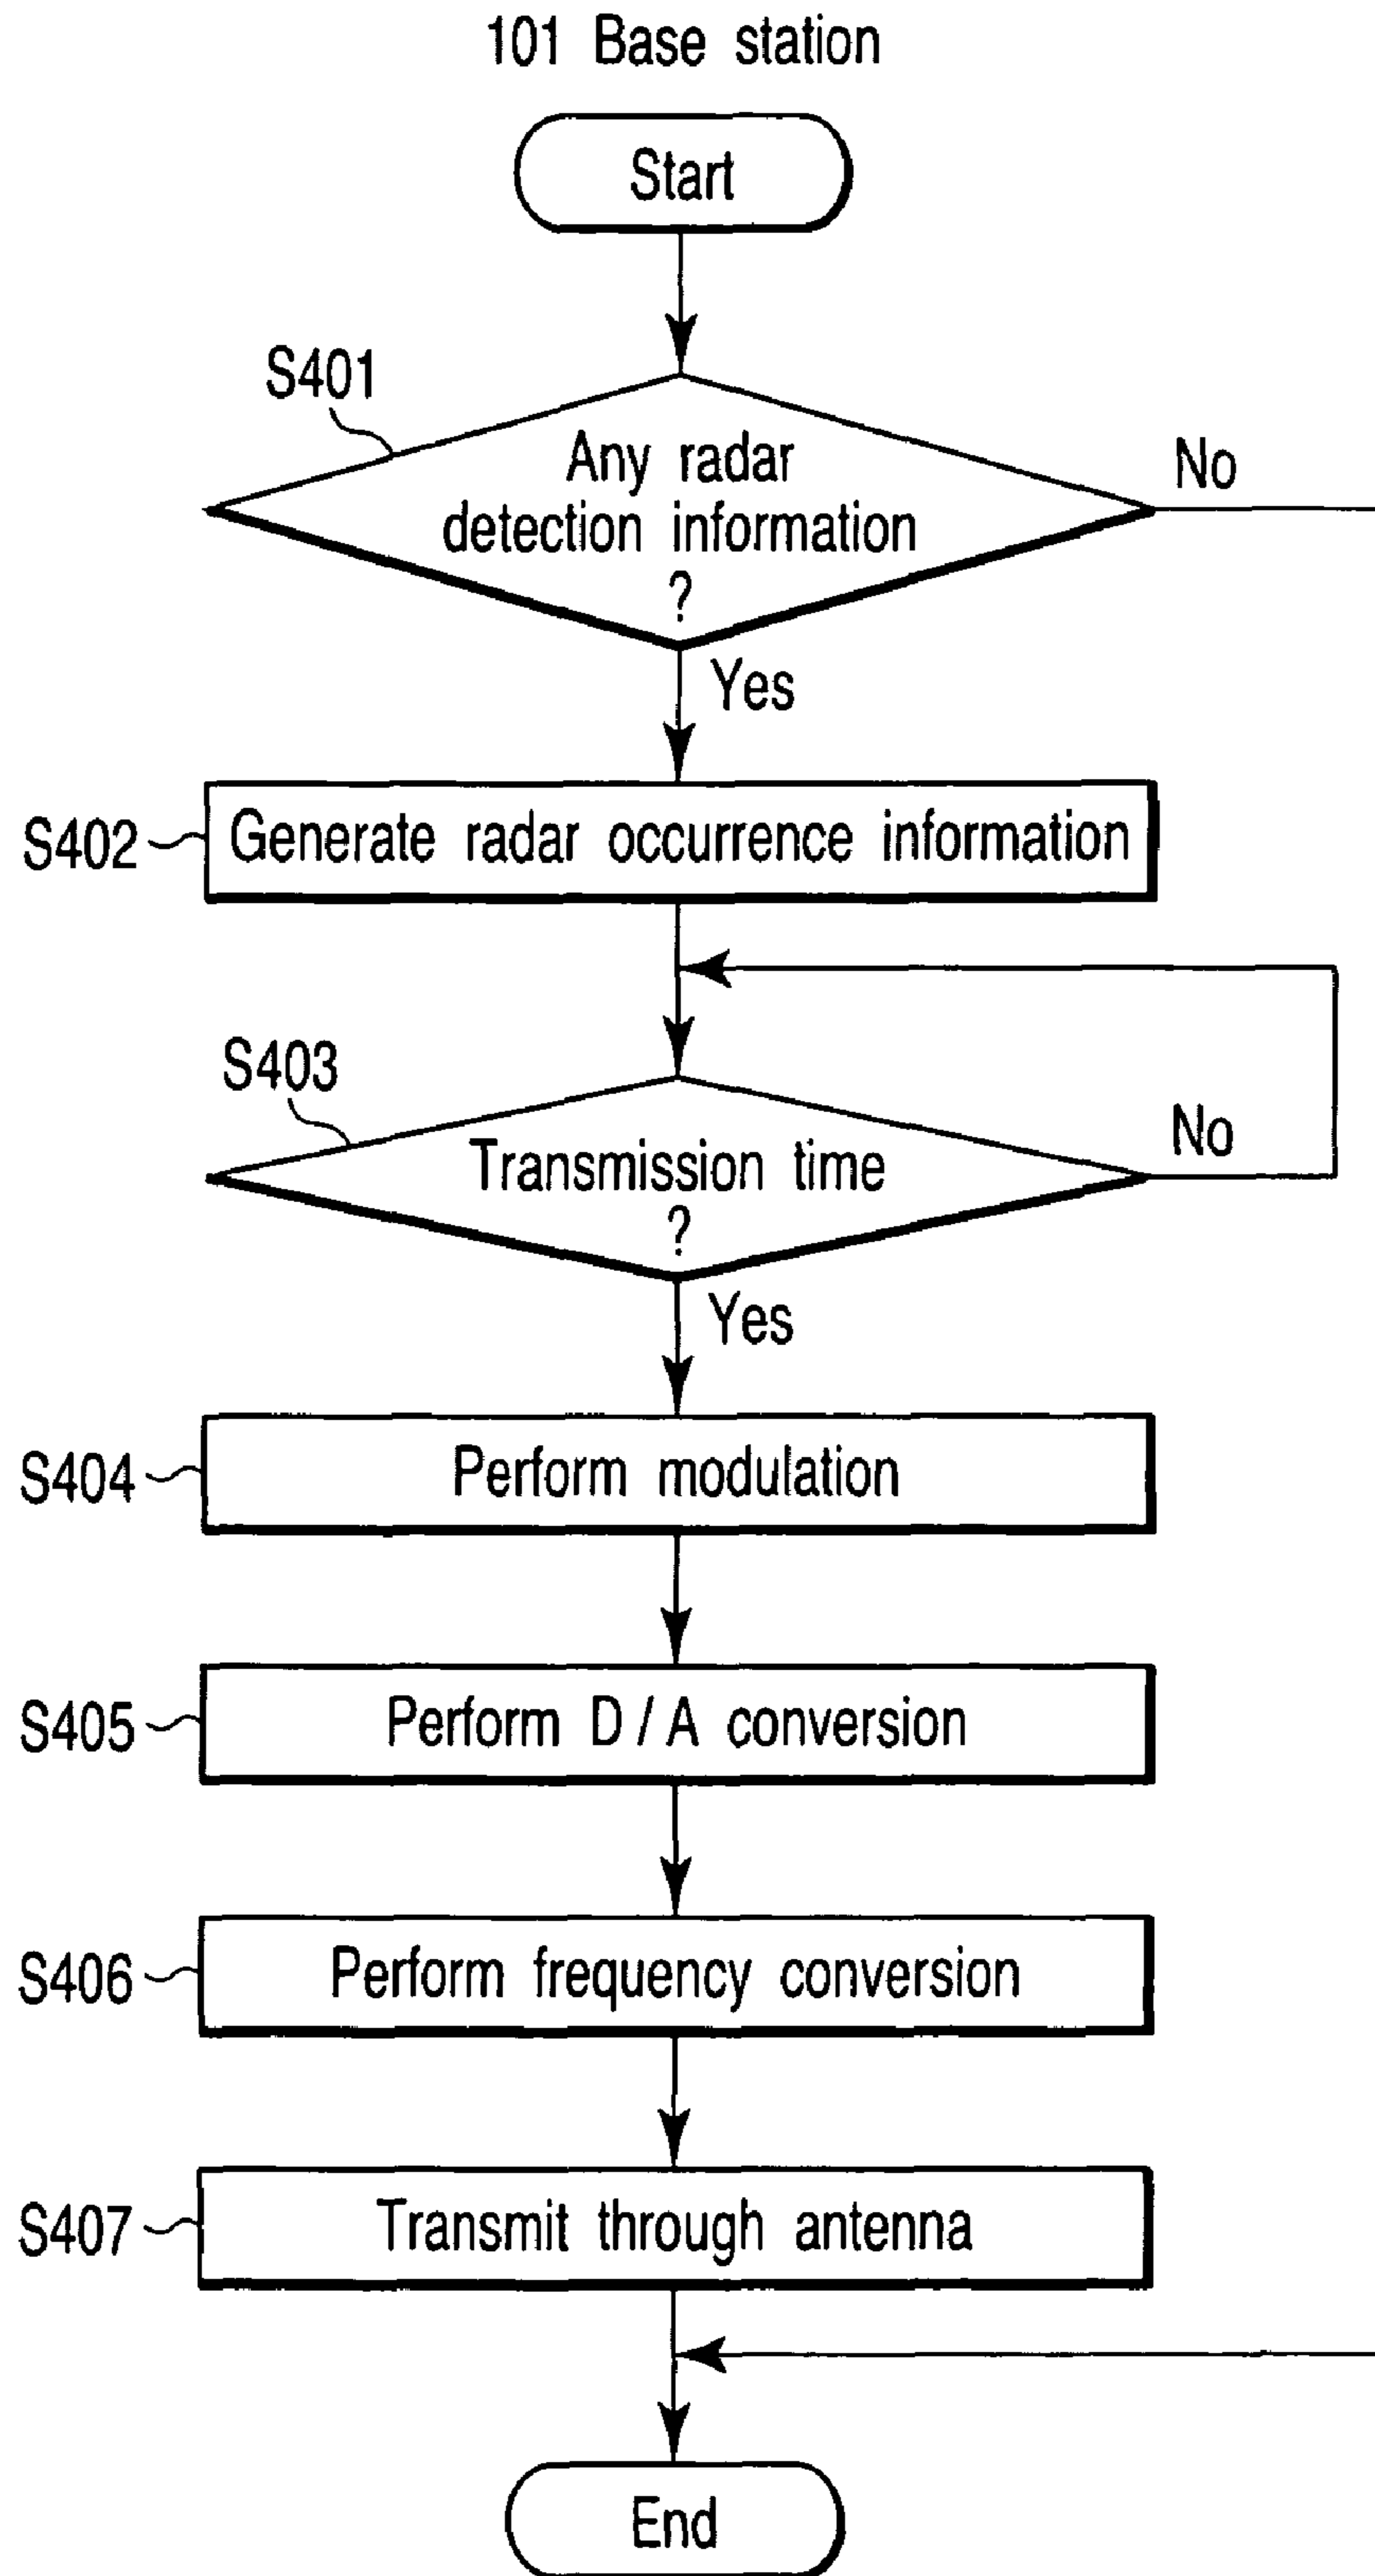 101 Base station
Start
S401
Any radar
detection information
?
No
Yes
S402
Generate radar occurrence information
S403
Transmission time
?
No
Yes
S404
Perform modulation
S405
Perform D / A conversion
S406
Perform frequency conversion
S407
Transmit through antenna
End